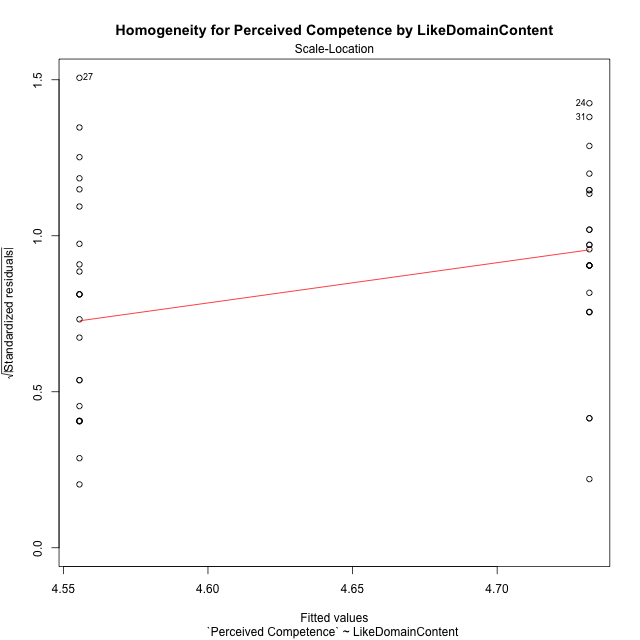 Homogeneity for Perceived Competence by LikeDomainContent
Scale-Location
1.5
27
24
31
1.0
√|Standardized residuals|
0.5
0.0
4.55 4.60 4.65 4.70
Fitted values
`Perceived Competence` ~ LikeDomainContent